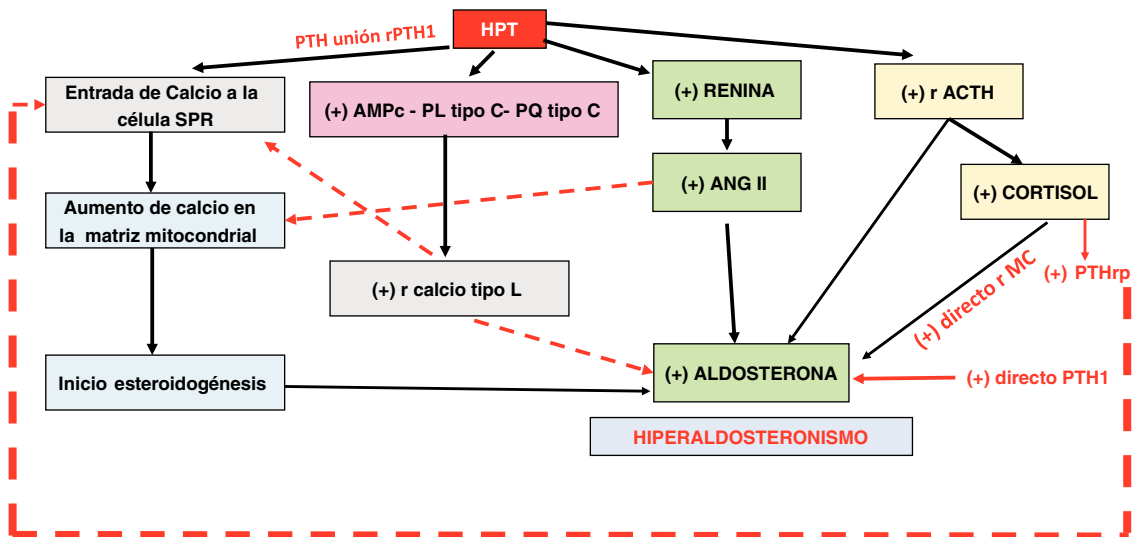 HPT
PTH unión rPTH1
Entrada de Calcio a la
célula SPR
(+) AMPc - PL tipo C- PQ tipo C
(+) RENINA
(+) r ACTH
(+) ANG II
(+) CORTISOL
Aumento de calcio en
la matriz mitocondrial
(+) r calcio tipo L
(+) directo r MC
(+) PTHrp
Inicio esteroidogénesis
(+) ALDOSTERONA
(+) directo PTH1
HIPERALDOSTERONISMO